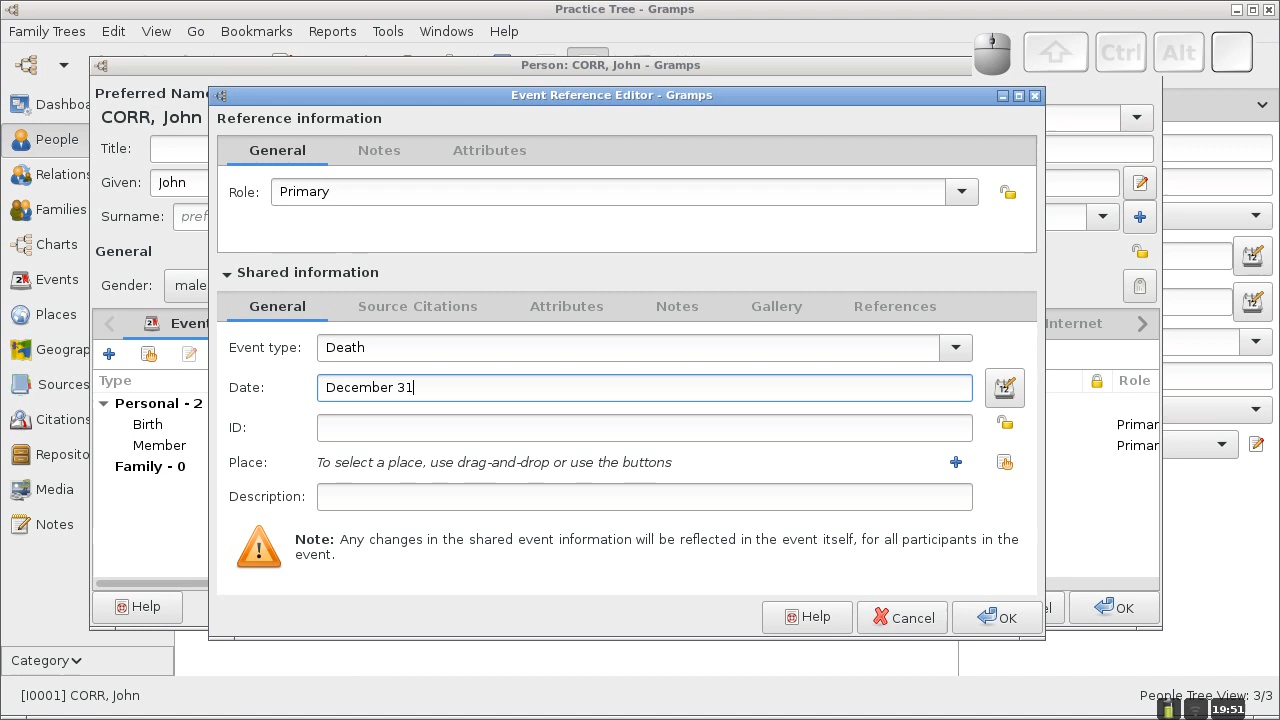 Practice Tree - Gramps
Family Trees Edit View Go Bookmarks Reports Tools Windows Help
Ctrl Alt
Person: CORR, John - Gramps
Event Reference Editor - Gramps
Preferred Nam
CORR, John
Title:
Given: John
Surname: pref
General
Gender: male
Event
Internet
Type
Role
Personal - 2
Birth
Primar
Member
Primar
Family - 0
Help
OK
Dashboa
People
Relations
Families
Charts
Events
Places
Geograp
Sources
Citations
Reposito
Media
Notes
Category
Reference information
General Notes Attributes
Role: Primary
Shared information
General Source Citations Attributes Notes Gallery References
Event type: Death
Date: December 31
12
ID:
Place: To select a place, use drag-and-drop or use the buttons
Description:
Note: Any changes in the shared event information will be reflected in the event itself, for all participants in the
event.
Help Cancel OK
[I0001] CORR, John
People Tree View: 3/3
19:51